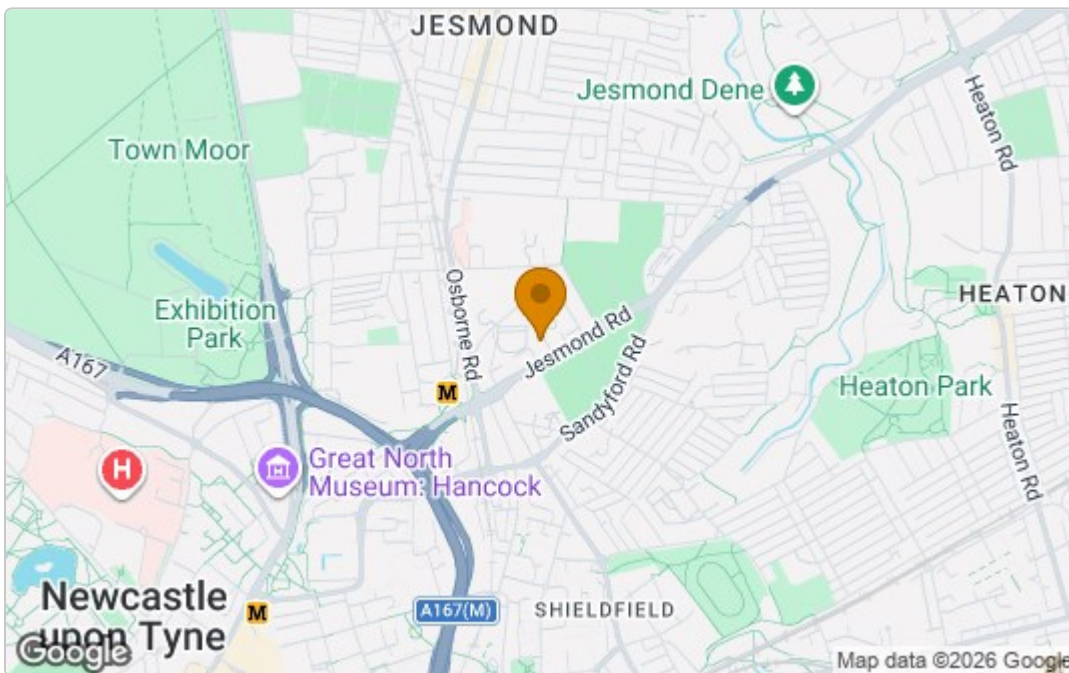 JESMOND
Jesmond Dene
Heaton Rd
Town Moor
Osborne Rd
Exhibition
Park
HEATON
Jesmond Rd
A167
Sandyford Rd
Heaton Park
M
Heaton Rd
H
Great North
Museum: Hancock
Newcastle
upon Tyne
M
A167(M)
SHIELDFIELD
Google
Map data ©2026 Google